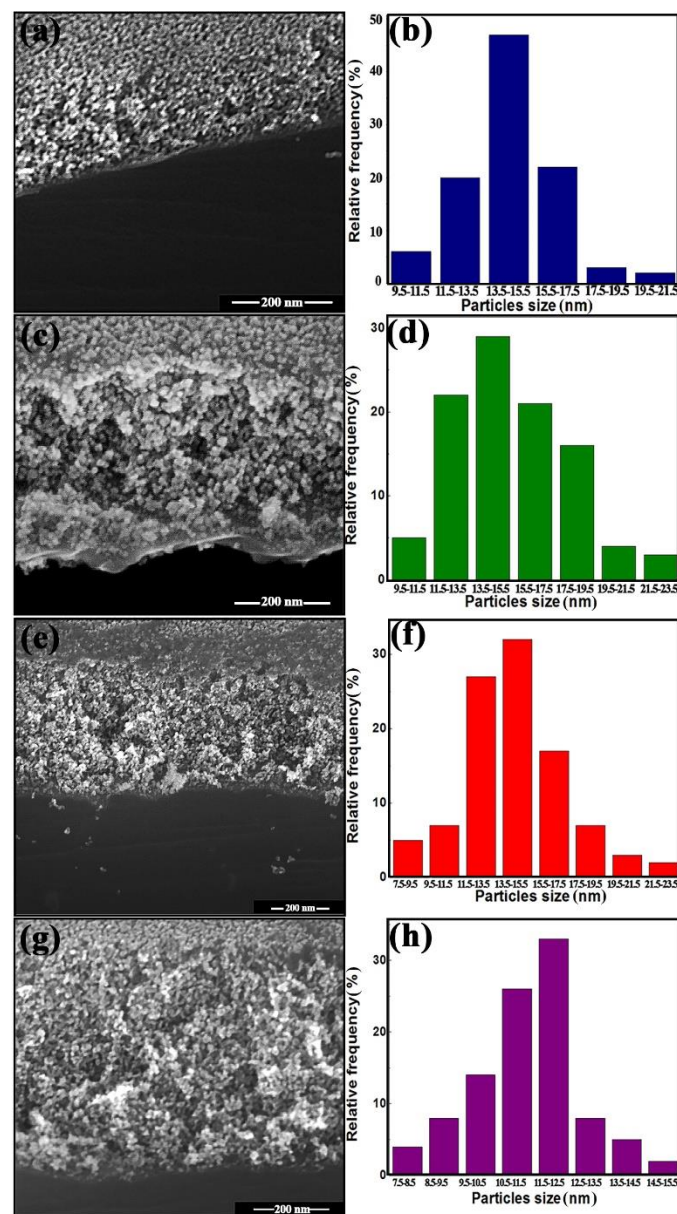 (a)
200 nm
(b)
Relative frequency(%)
50
40
30
20
10
0
9.5-11.5 11.5-13.5 13.5-15.5 15.5-17.5 17.5-19.5 19.5-21.5
Particles size(nm)
(c)
200 nm
(d)
Relative frequency(%)
30
20
10
0
9.5-11.5 11.5-13.5 13.5-15.5 15.5-17.5 17.5-19.5 19.5-21.5 21.5-23.5
Particles size(nm)
(e)
200 nm
(f)
Relative frequency(%)
30
20
10
0
7.5-9.5 9.5-11.5 11.5-13.5 13.5-15.5 15.5-17.5 17.5-19.5 19.5-21.5 21.5-23.5
Particles size(nm)
(g)
200 nm
(h)
Relative frequency(%)
30
20
10
0
7.5-8.5 8.5-9.5 9.5-10.5 10.5-11.5 11.5-12.5 12.5-13.5 13.5-14.5 14.5-15.5
Particles size(nm)